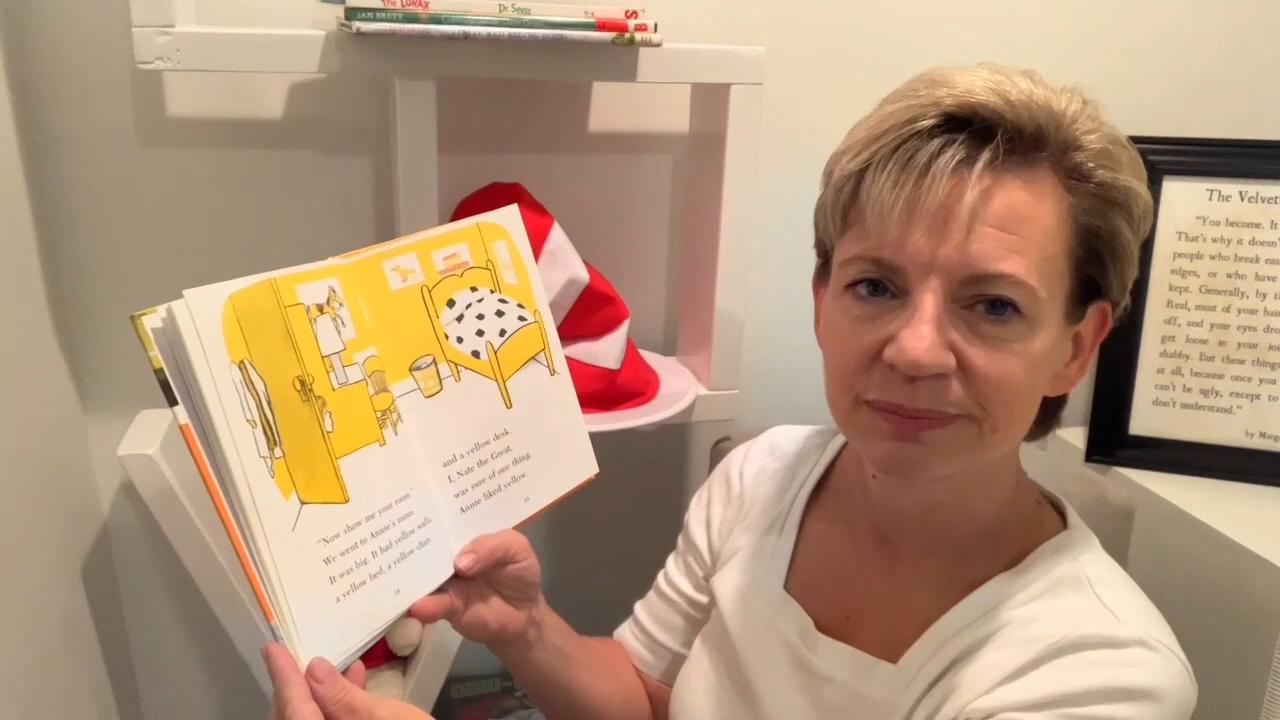 The LORAX Dr. Seuss
JAN BRETT
"Now show me your room."
We went to Annie's room.
It was big. It had yellow walls,
a yellow bed, a yellow chair,
18
and a yellow desk.
I, Nate the Great,
was sure of one thing.
Annie liked yellow.
19
The Velvet
"You become. It
That's why it doesn'
people who break eas
edges, or who have
kept. Generally, by
Real, most of your hai
off, and your eyes dro
get loose in your joi
shabby. But these thing
at all, because once you
can't be ugly, except to
don't understand."
by Marg